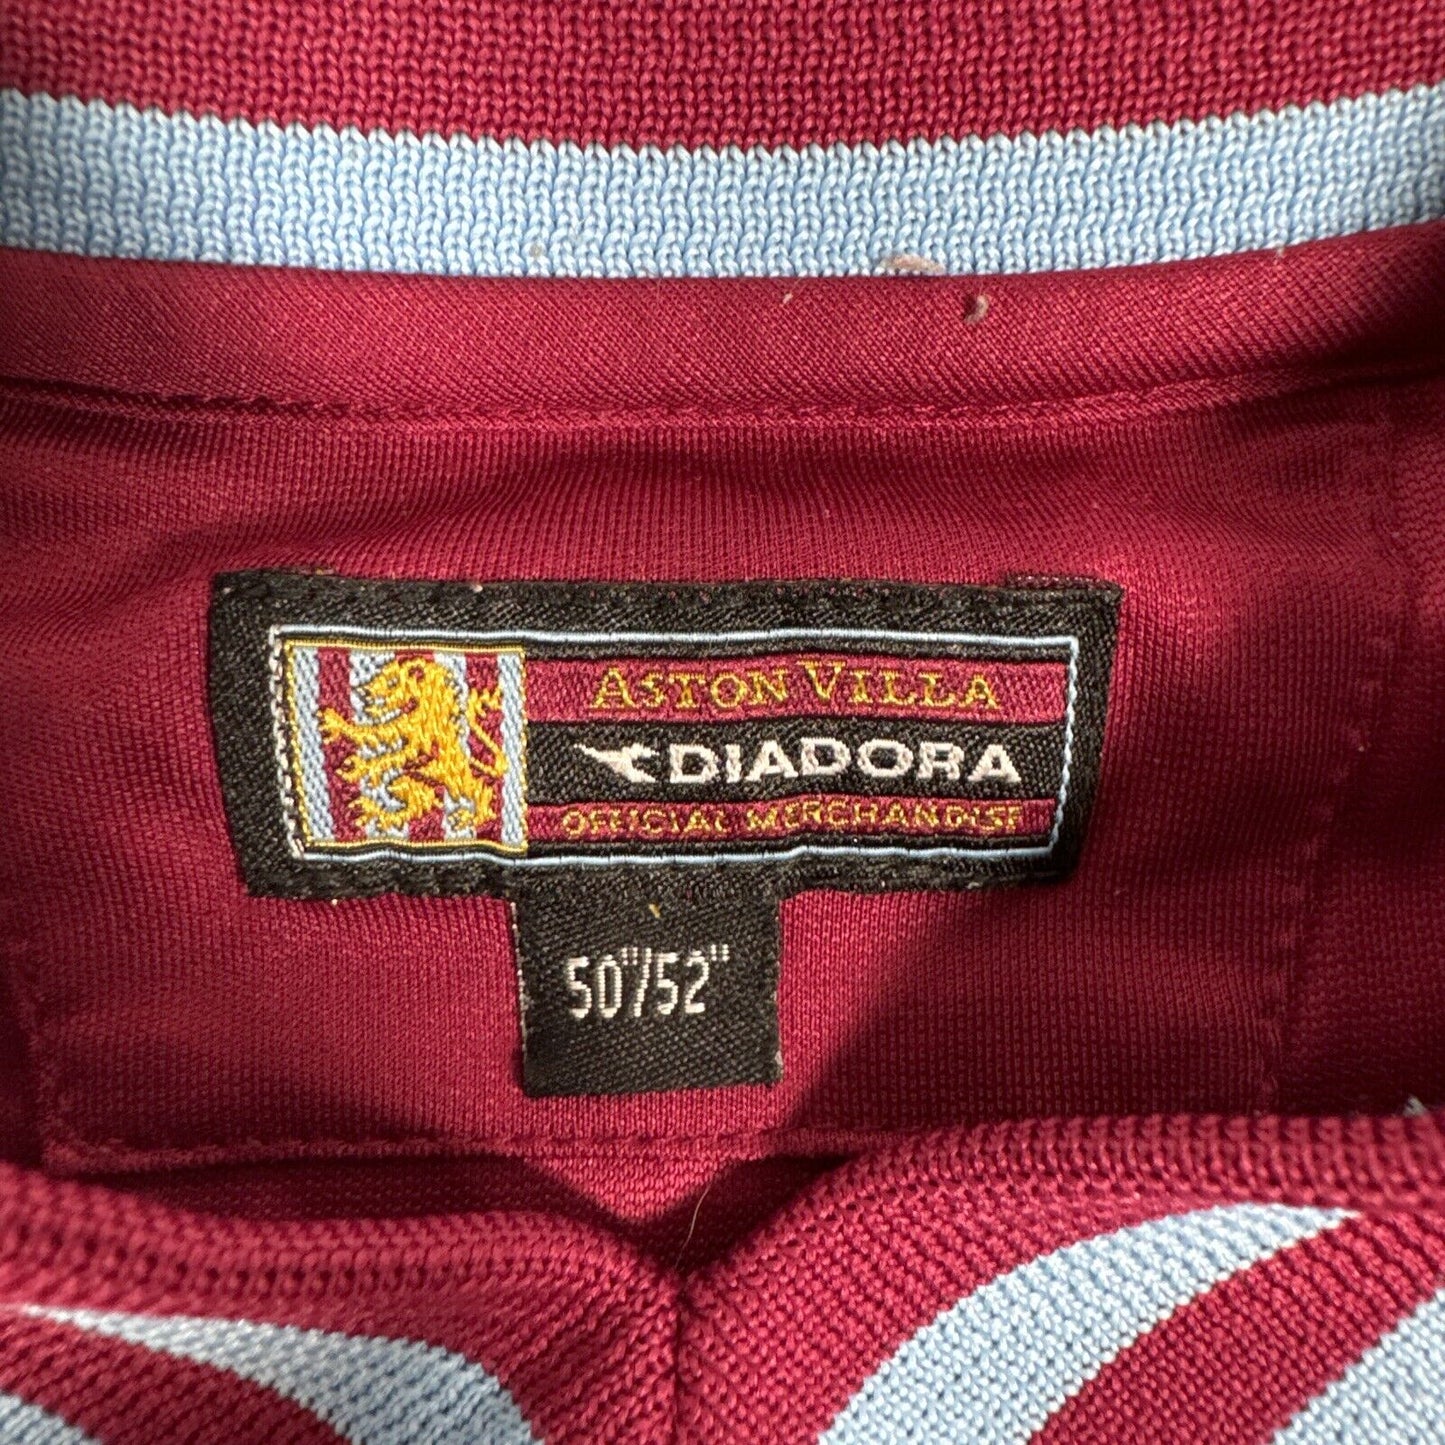 ASTON VILLA
DIADORA
OFFICIAL MERCHANDISE
50"/52"